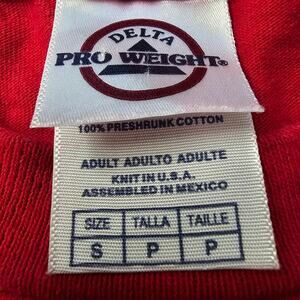 DELTA
PRO WEIGHT®
100% PRESHRUNK COTTON
ADULT ADULTO ADULTE
KNIT IN U.S.A.
ASSEMBLED IN MEXICO
SIZE TALLA TAILLE
S P P